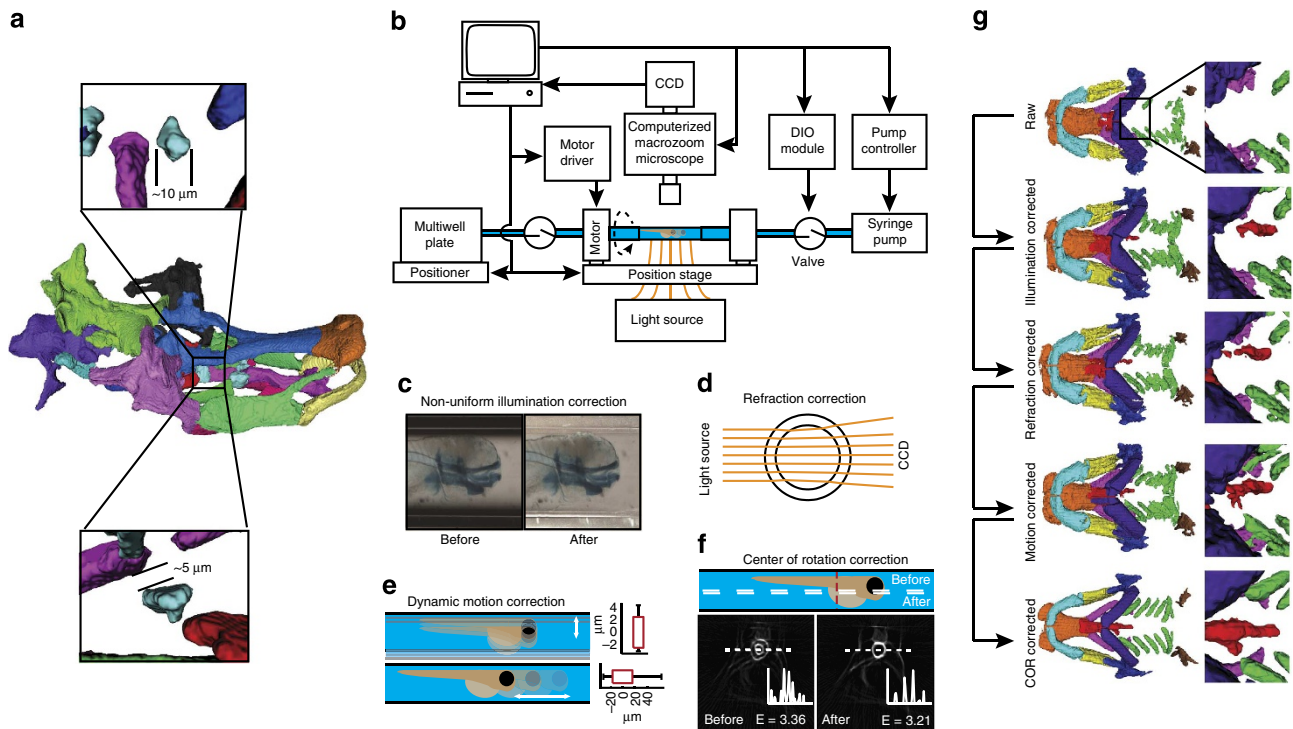 a
~10 μm
~5 μm
b
CCD
Computerized
macrozoom
microscope
Motor
driver
DIO
module
Pump
controller
Multiwell
plate
Positioner
Motor
Position stage
Valve
Syringe
pump
Light source
c
Non-uniform illumination correction
Before
After
d
Refraction correction
Light source
CCD
e
Dynamic motion correction
μm
4
2
0
−2
−20
0
20
40
μm
f
Center of rotation correction
Before
After
Before E = 3.36
After E = 3.21
g
Raw
Illumination corrected
Refraction corrected
Motion corrected
COR corrected